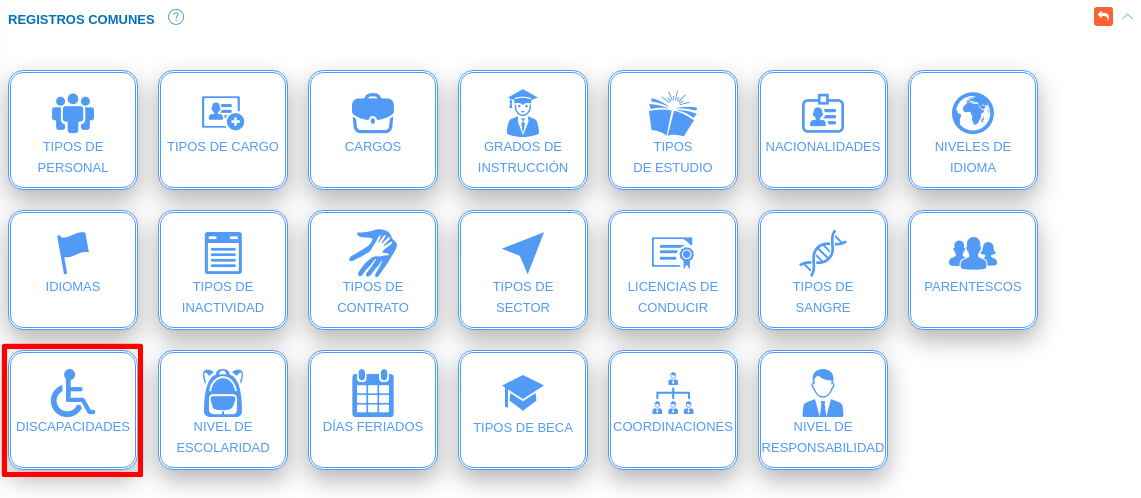 REGISTROS COMUNES ?
TIPOS DE
PERSONAL
TIPOS DE CARGO
CARGOS
GRADOS DE
INSTRUCCIÓN
TIPOS
DE ESTUDIO
NACIONALIDADES
NIVELES DE
IDIOMA
IDIOMAS
TIPOS DE
INACTIVIDAD
TIPOS DE
CONTRATO
TIPOS DE
SECTOR
LICENCIAS DE
CONDUCIR
TIPOS DE
SANGRE
PARENTESCOS
DISCAPACIDADES
NIVEL DE
ESCOLARIDAD
DÍAS FERIADOS
TIPOS DE BECA
COORDINACIONES
NIVEL DE
RESPONSABILIDAD